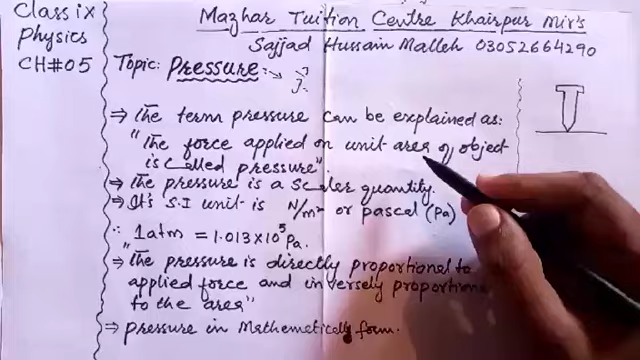 Class ix
Physics
CH#05
Mazhar Tuition Centre Khairpur Mir's
Sajjad Hussain Malleh 03052664290
Topic: Pressure:→
⇒ The term pressure can be explained as:
"The force applied on unit area of object
is called pressure".
⇒ The pressure is a scaler quantity.
⇒ It's S.I unit is N/m² or pascal (Pa)
∵ 1atm = 1.013×10⁵ Pa.
⇒ "The pressure is directly proportional to
applied force and inversely proportiona
to the area"
⇒ pressure in Mathematically form.